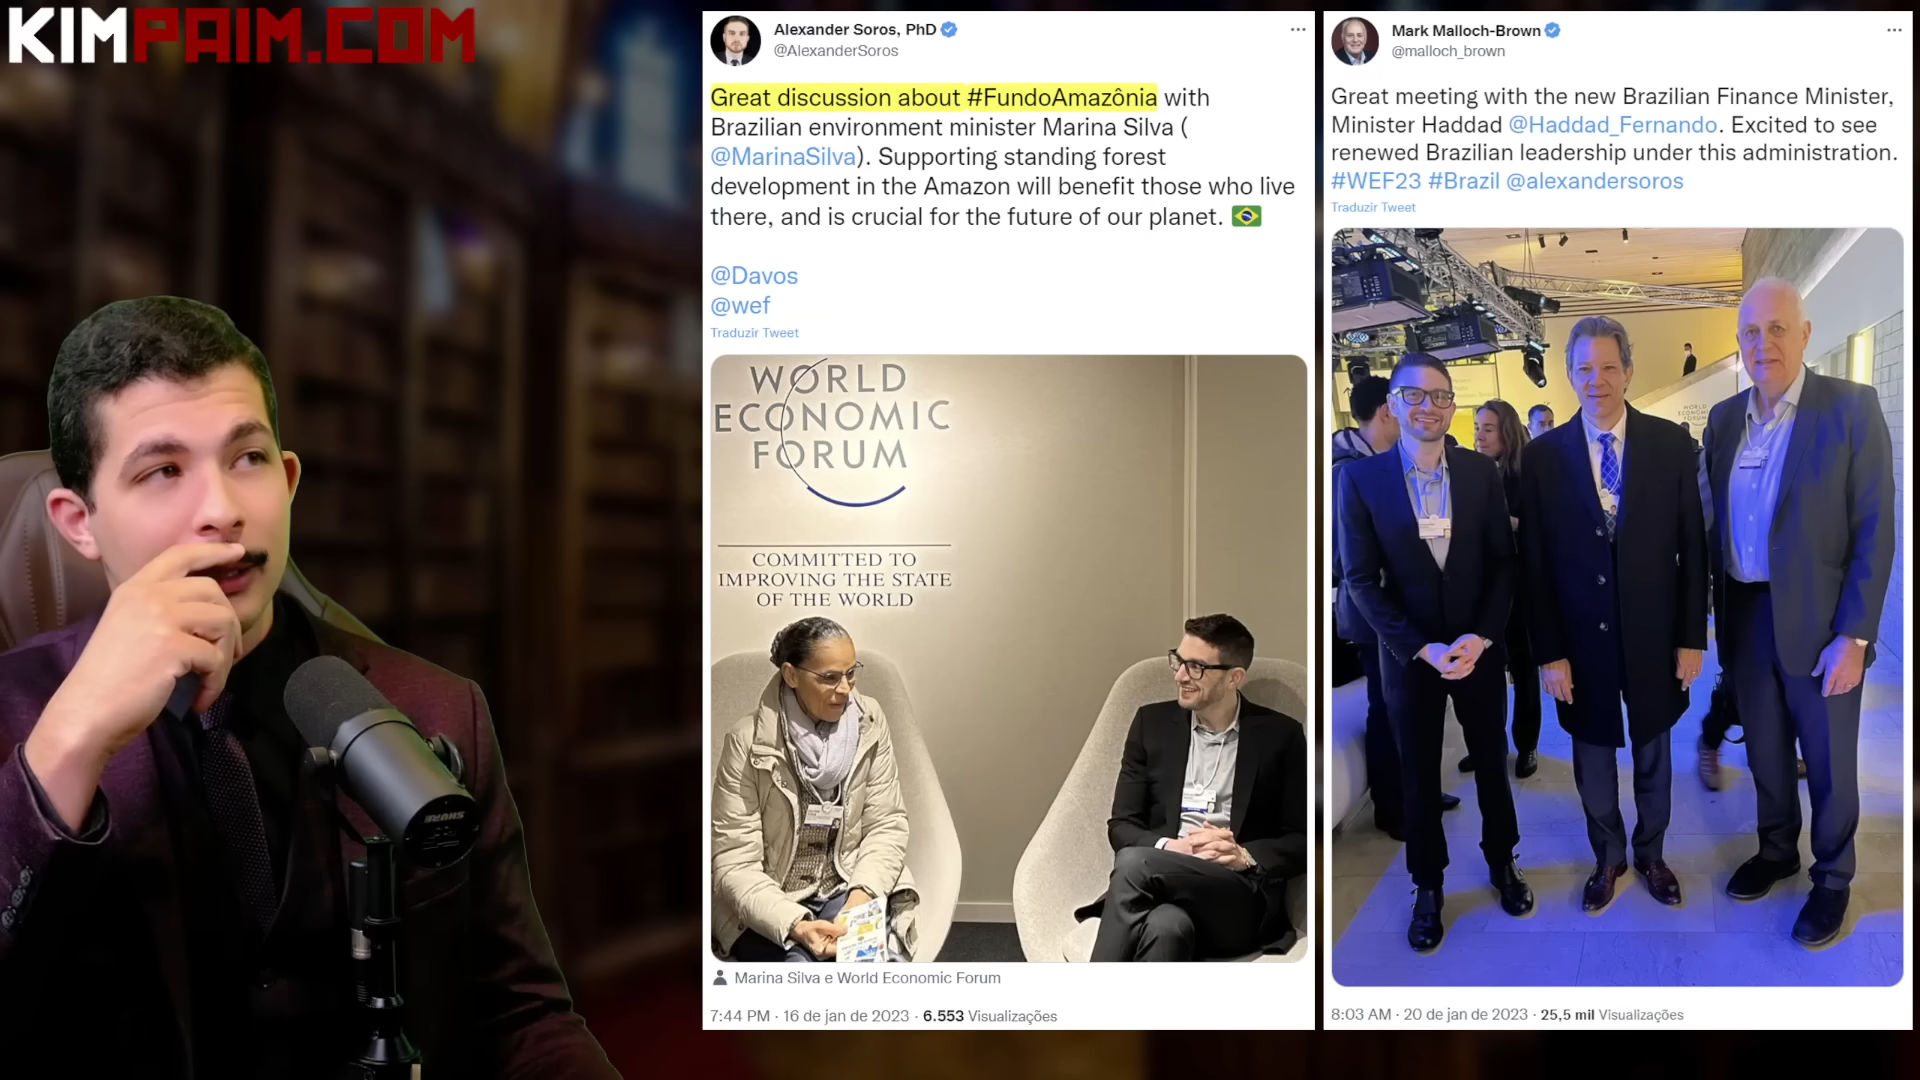 KIMPAIM.COM
Alexander Soros, PhD
@AlexanderSoros
Great discussion about #FundoAmazônia with
Brazilian environment minister Marina Silva (
@MarinaSilva). Supporting standing forest
development in the Amazon will benefit those who live
there, and is crucial for the future of our planet. 🇧🇷
@Davos
@wef
Traduzir Tweet
WORLD
ECONOMIC
FORUM
COMMITTED TO
IMPROVING THE STATE
OF THE WORLD
Marina Silva e World Economic Forum
7:44 PM · 16 de jan de 2023 · 6.553 Visualizações
Mark Malloch-Brown
@malloch_brown
Great meeting with the new Brazilian Finance Minister,
Minister Haddad @Haddad_Fernando. Excited to see
renewed Brazilian leadership under this administration.
#WEF23 #Brazil @alexandersoros
Traduzir Tweet
WORLD
ECONOMIC
FORUM
8:03 AM · 20 de jan de 2023 · 25,5 mil Visualizações
SHURE